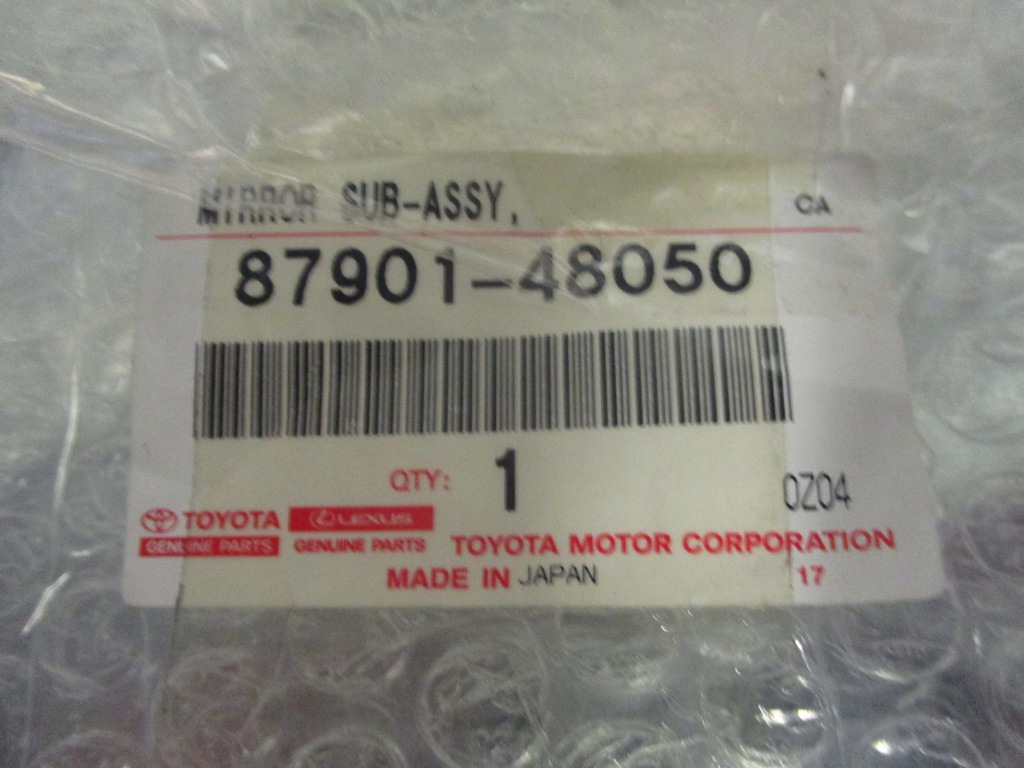 MIRROR SUB-ASSY, CA
87901-48050
QTY: 1 0Z04
TOYOTA LEXUS
GENUINE PARTS GENUINE PARTS TOYOTA MOTOR CORPORATION
MADE IN JAPAN 17